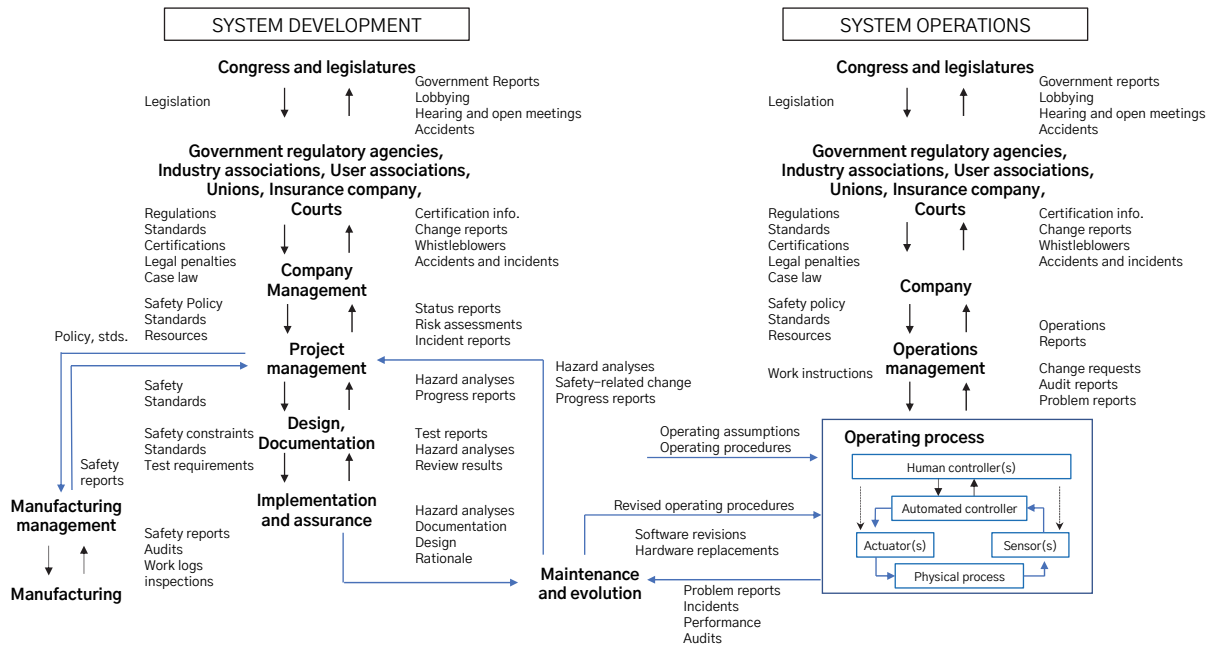 SYSTEM DEVELOPMENT
Congress and legislatures
Legislation
Government Reports
Lobbying
Hearing and open meetings
Accidents
Government regulatory agencies,
Industry associations, User associations,
Unions, Insurance company,
Courts
Regulations
Standards
Certifications
Legal penalties
Case law
Certification info.
Change reports
Whistleblowers
Accidents and incidents
Company
Management
Safety Policy
Standards
Resources
Status reports
Risk assessments
Incident reports
Policy, stds.
Project
management
Safety
Standards
Hazard analyses
Progress reports
Hazard analyses
Safety-related change
Progress reports
Design,
Documentation
Safety constraints
Standards
Test requirements
Test reports
Hazard analyses
Review results
Safety
reports
Implementation
and assurance
Manufacturing
management
Safety reports
Audits
Work logs
inspections
Hazard analyses
Documentation
Design
Rationale
Manufacturing
Maintenance
and evolution
SYSTEM OPERATIONS
Congress and legislatures
Legislation
Government reports
Lobbying
Hearing and open meetings
Accidents
Government regulatory agencies,
Industry associations, User associations,
Unions, Insurance company,
Courts
Regulations
Standards
Certifications
Legal penalties
Case law
Certification info.
Change reports
Whistleblowers
Accidents and incidents
Company
Safety policy
Standards
Resources
Operations
Reports
Operations
management
Work instructions
Change requests
Audit reports
Problem reports
Operating assumptions
Operating procedures
Operating process
Human controller(s)
Automated controller
Actuator(s)
Sensor(s)
Physical process
Revised operating procedures
Software revisions
Hardware replacements
Problem reports
Incidents
Performance
Audits